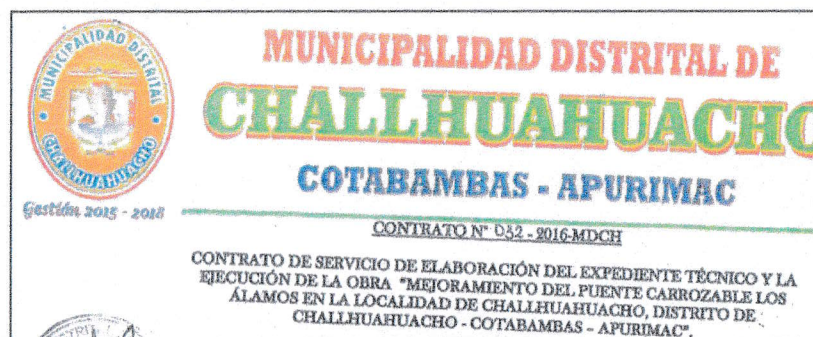 MUNICIPALIDAD DISTRITAL
CHALLHUAHUACHO
Gestión 2015 - 2018
MUNICIPALIDAD DISTRITAL DE
CHALLHUAHUACHO
COTABAMBAS - APURIMAC
CONTRATO N° 032 - 2016-MDCH
CONTRATO DE SERVICIO DE ELABORACIÓN DEL EXPEDIENTE TÉCNICO Y LA
EJECUCIÓN DE LA OBRA "MEJORAMIENTO DEL PUENTE CARROZABLE LOS
ÁLAMOS EN LA LOCALIDAD DE CHALLHUAHUACHO, DISTRITO DE
CHALLHUAHUACHO - COTABAMBAS - APURIMAC".